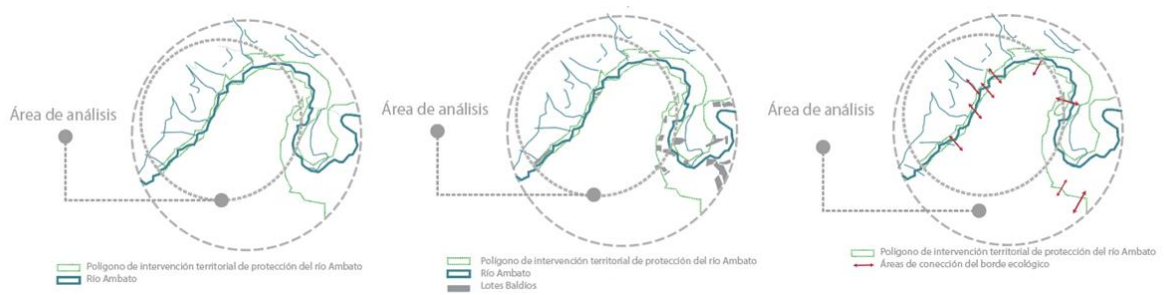 Área de análisis
Polígono de intervención territorial de protección del río Ambato
Río Ambato
Área de análisis
Polígono de intervención territorial de protección del río Ambato
Río Ambato
Lotes Baldíos
Área de análisis
Polígono de intervención territorial de protección del río Ambato
Áreas de conección del borde ecológico